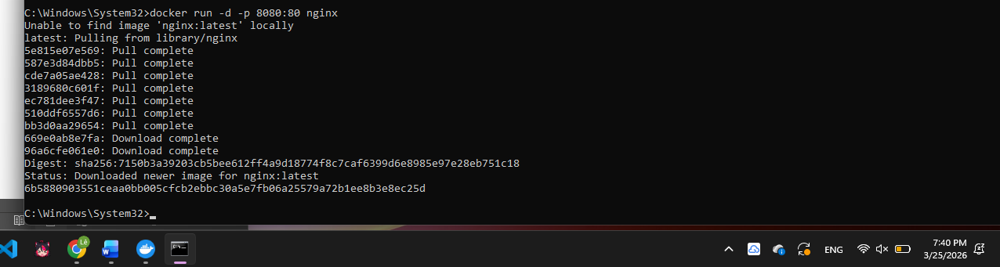 C:\Windows\System32>docker run -d -p 8080:80 nginx
Unable to find image 'nginx:latest' locally
latest: Pulling from library/nginx
5e815e07e569: Pull complete
587e3d84dbb5: Pull complete
cde7a05ae428: Pull complete
3189680c601f: Pull complete
ec781dee3f47: Pull complete
510ddf6557d6: Pull complete
bb3d0aa29654: Pull complete
669e0ab8e7fa: Download complete
96a6cfe061e0: Download complete
Digest: sha256:7150b3a39203cb5bee612ff4a9d18774f8c7caf6399d6e8985e97e28eb751c18
Status: Downloaded newer image for nginx:latest
6b5880903551ceaa0bb005cfcb2ebbc30a5e7fb06a25579a72b1ee8b3e8ec25d
C:\Windows\System32>
Lê
W
ENG
7:40 PM
3/25/2026